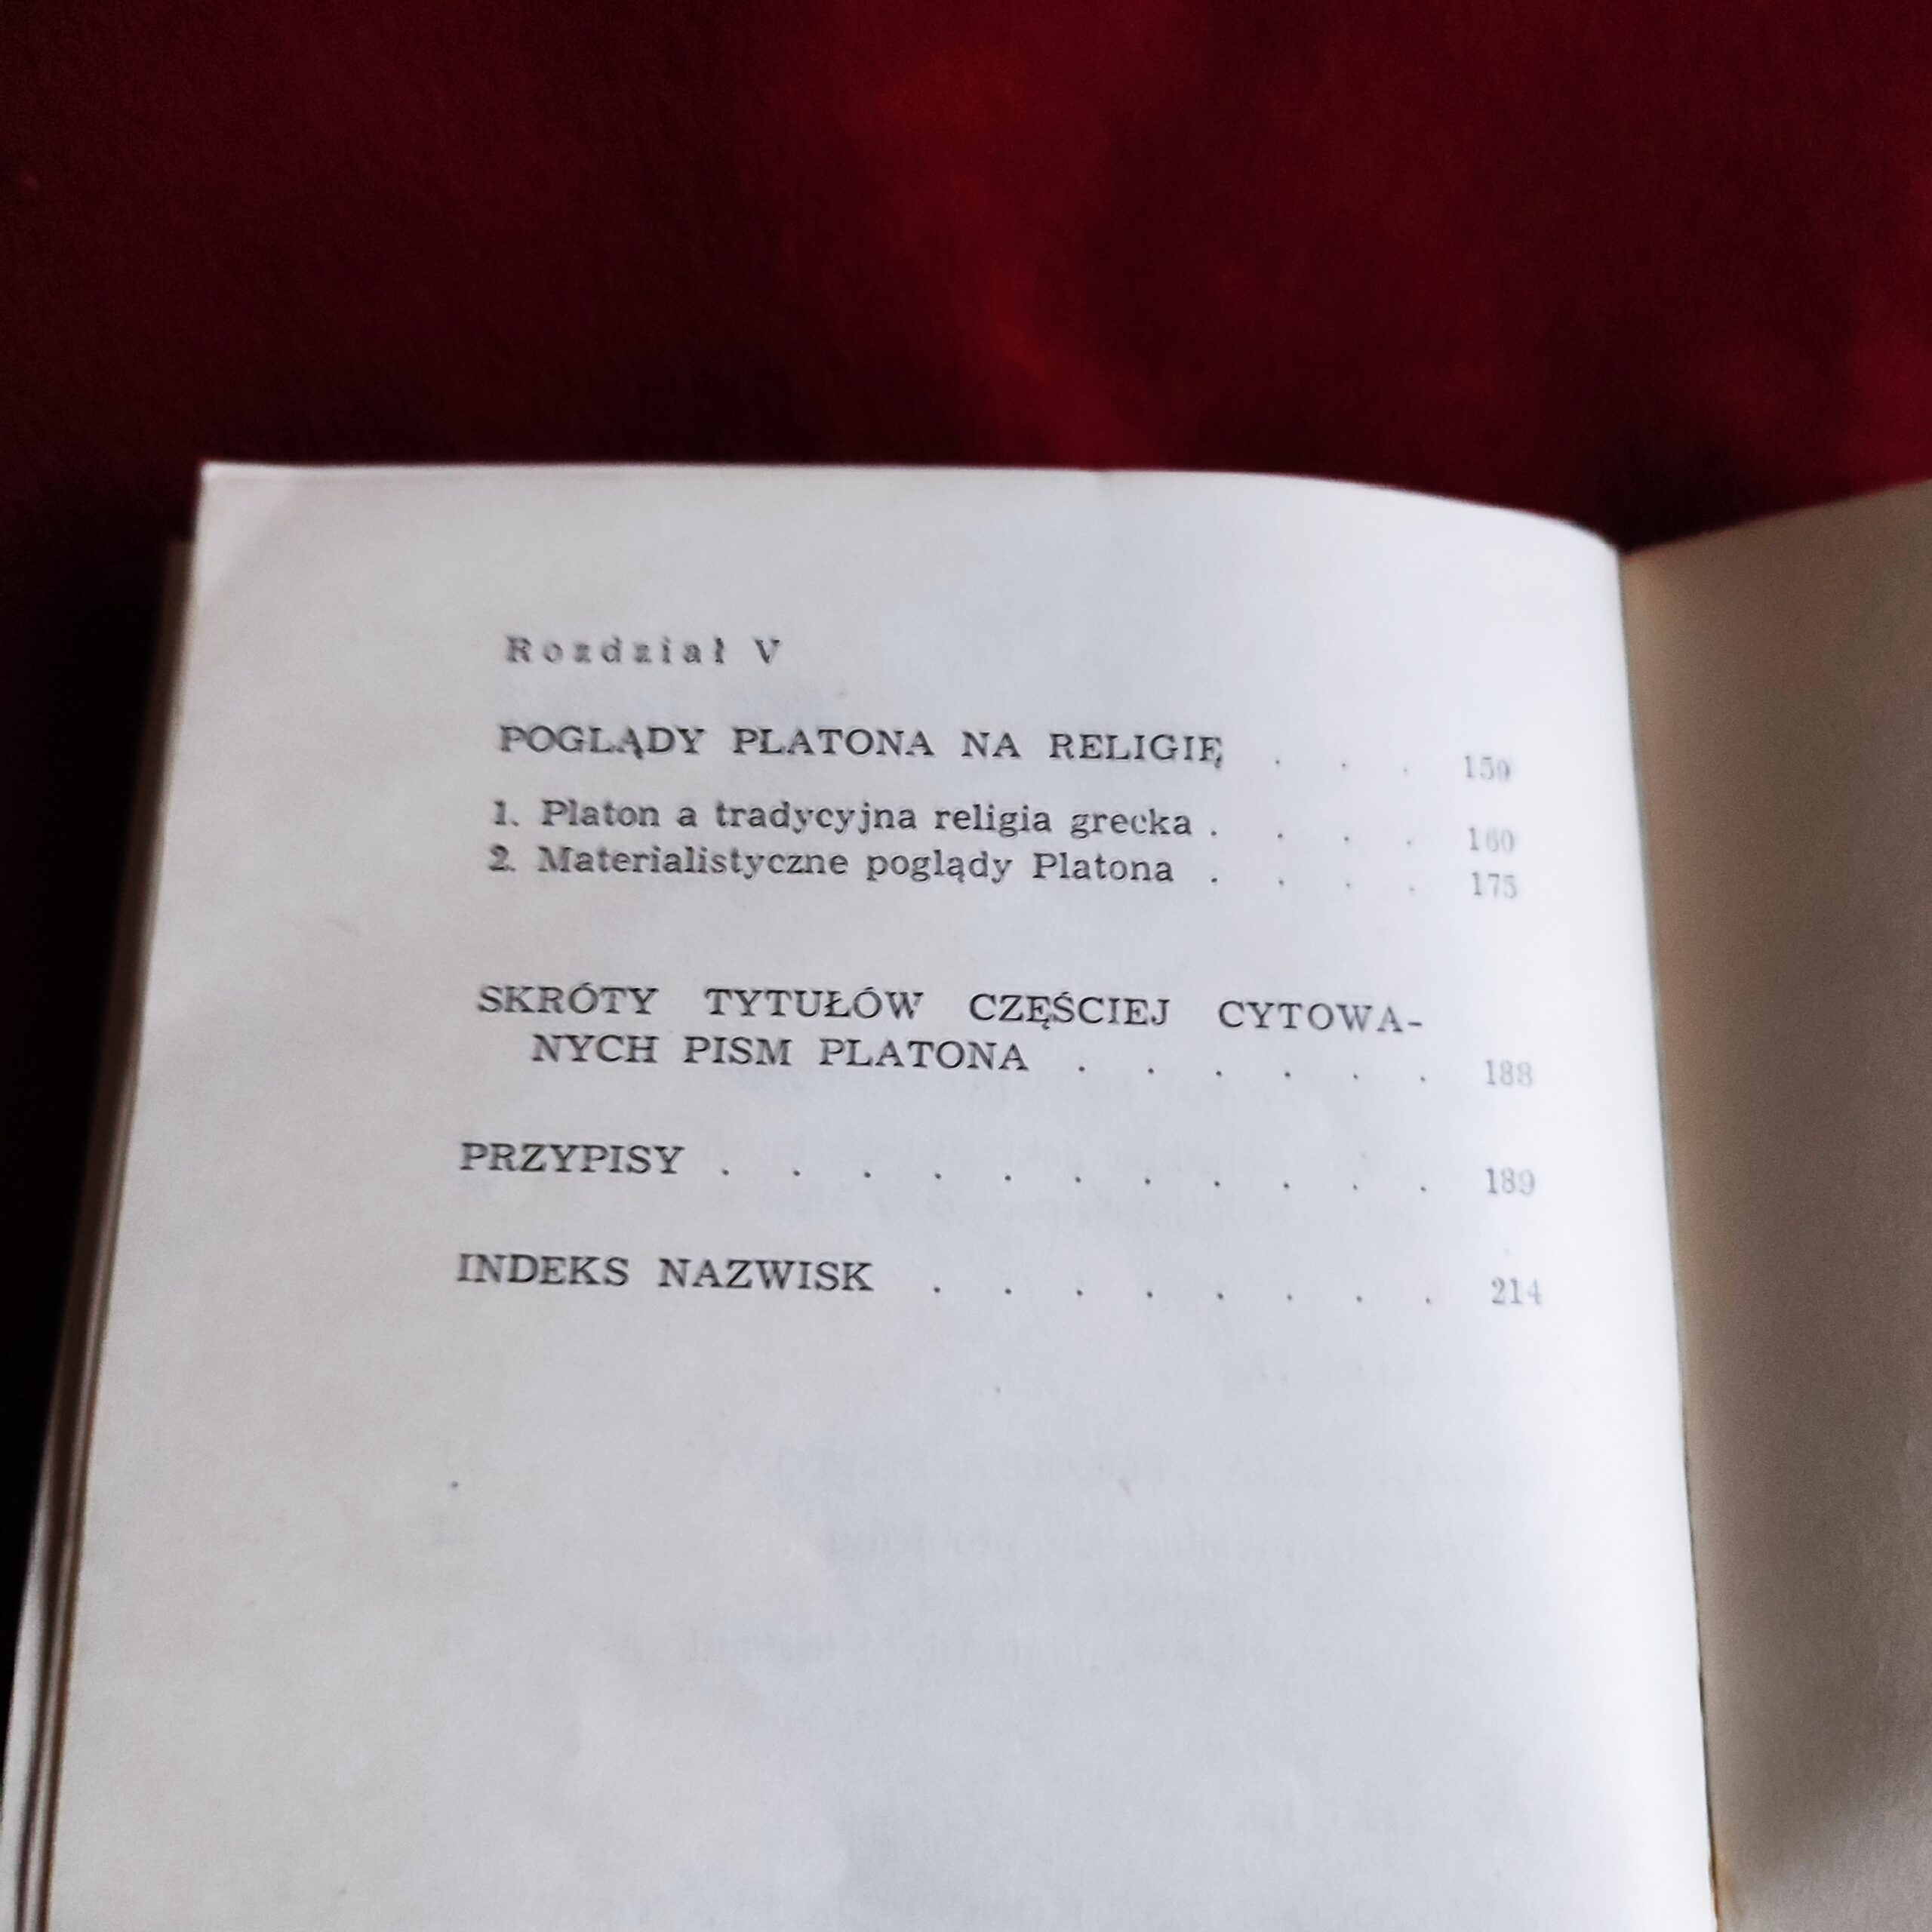 Rozdział V
POGLĄDY PLATONA NA RELIGIĘ . . . 159
1. Platon a tradycyjna religia grecka . . . . 160
2. Materialistyczne poglądy Platona . . . . 175
SKRÓTY TYTUŁÓW CZĘŚCIEJ CYTOWA-
NYCH PISM PLATONA . . . . . . 188
PRZYPISY . . . . . . . . . . . 189
INDEKS NAZWISK . . . . . . . . 214